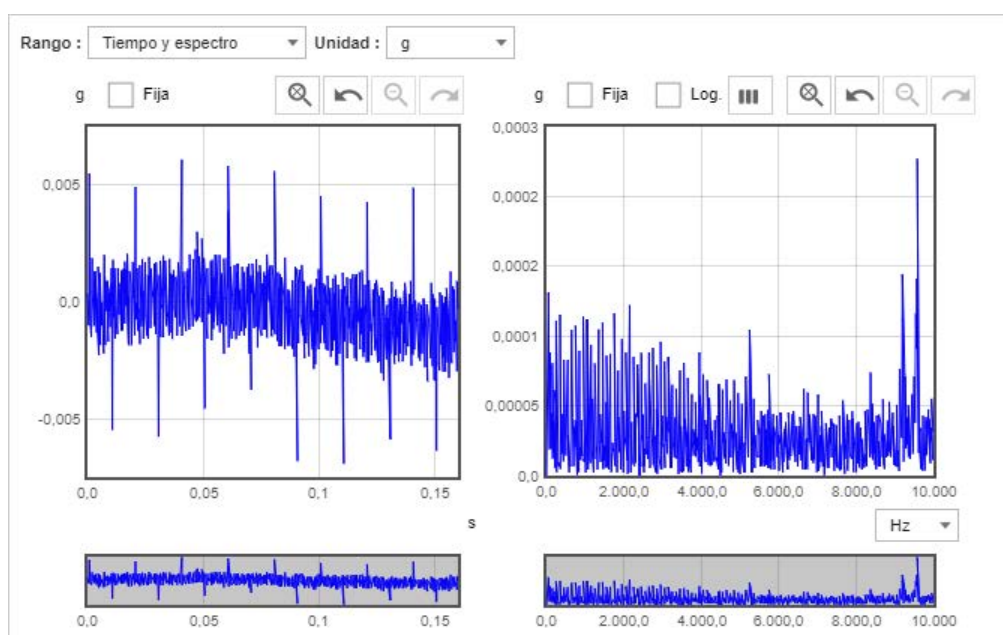 Rango : Tiempo y espectro Unidad : g
g Fija g Fija Log.
0,0003
0,005
0,0002
0,0002
0,0
0,0001
0,00005
-0,005
0,0
0,0 0,05 0,1 0,15 0,0 2.000,0 4.000,0 6.000,0 8.000,0 10.000
s
Hz
0,0 0,05 0,1 0,15 0,0 2.000,0 4.000,0 6.000,0 8.000,0 10.000